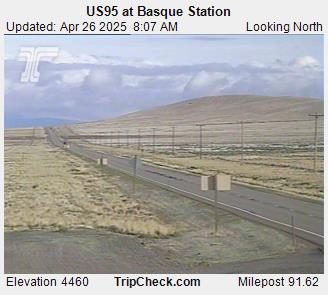 US95 at Basque Station
Updated: Apr 26 2025 8:07 AM Looking North
Elevation 4460 TripCheck.com Milepost 91.62